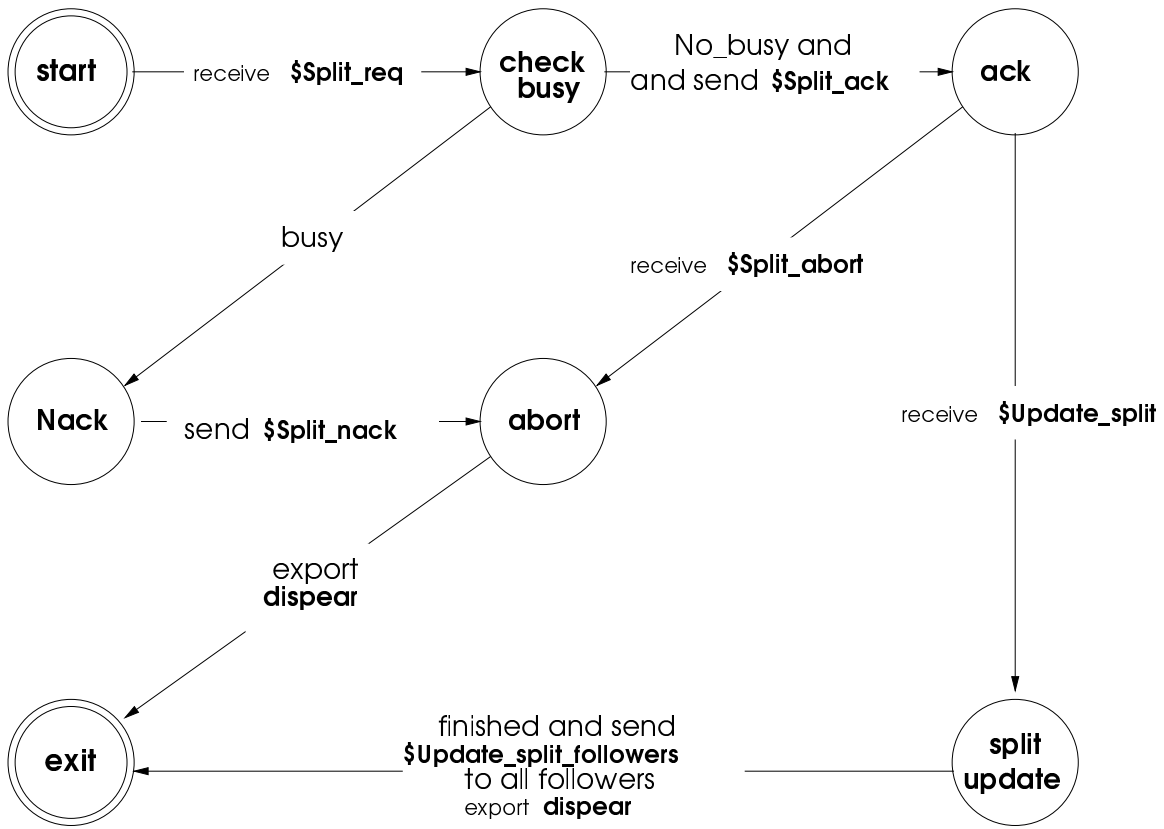 start
receive $Split_req
check
busy
No_busy and
and send $Split_ack
ack
busy
receive $Split_abort
Nack
send $Split_nack
abort
receive $Update_split
export
dispear
exit
finished and send
$Update_split_followers
to all followers
export dispear
split
update